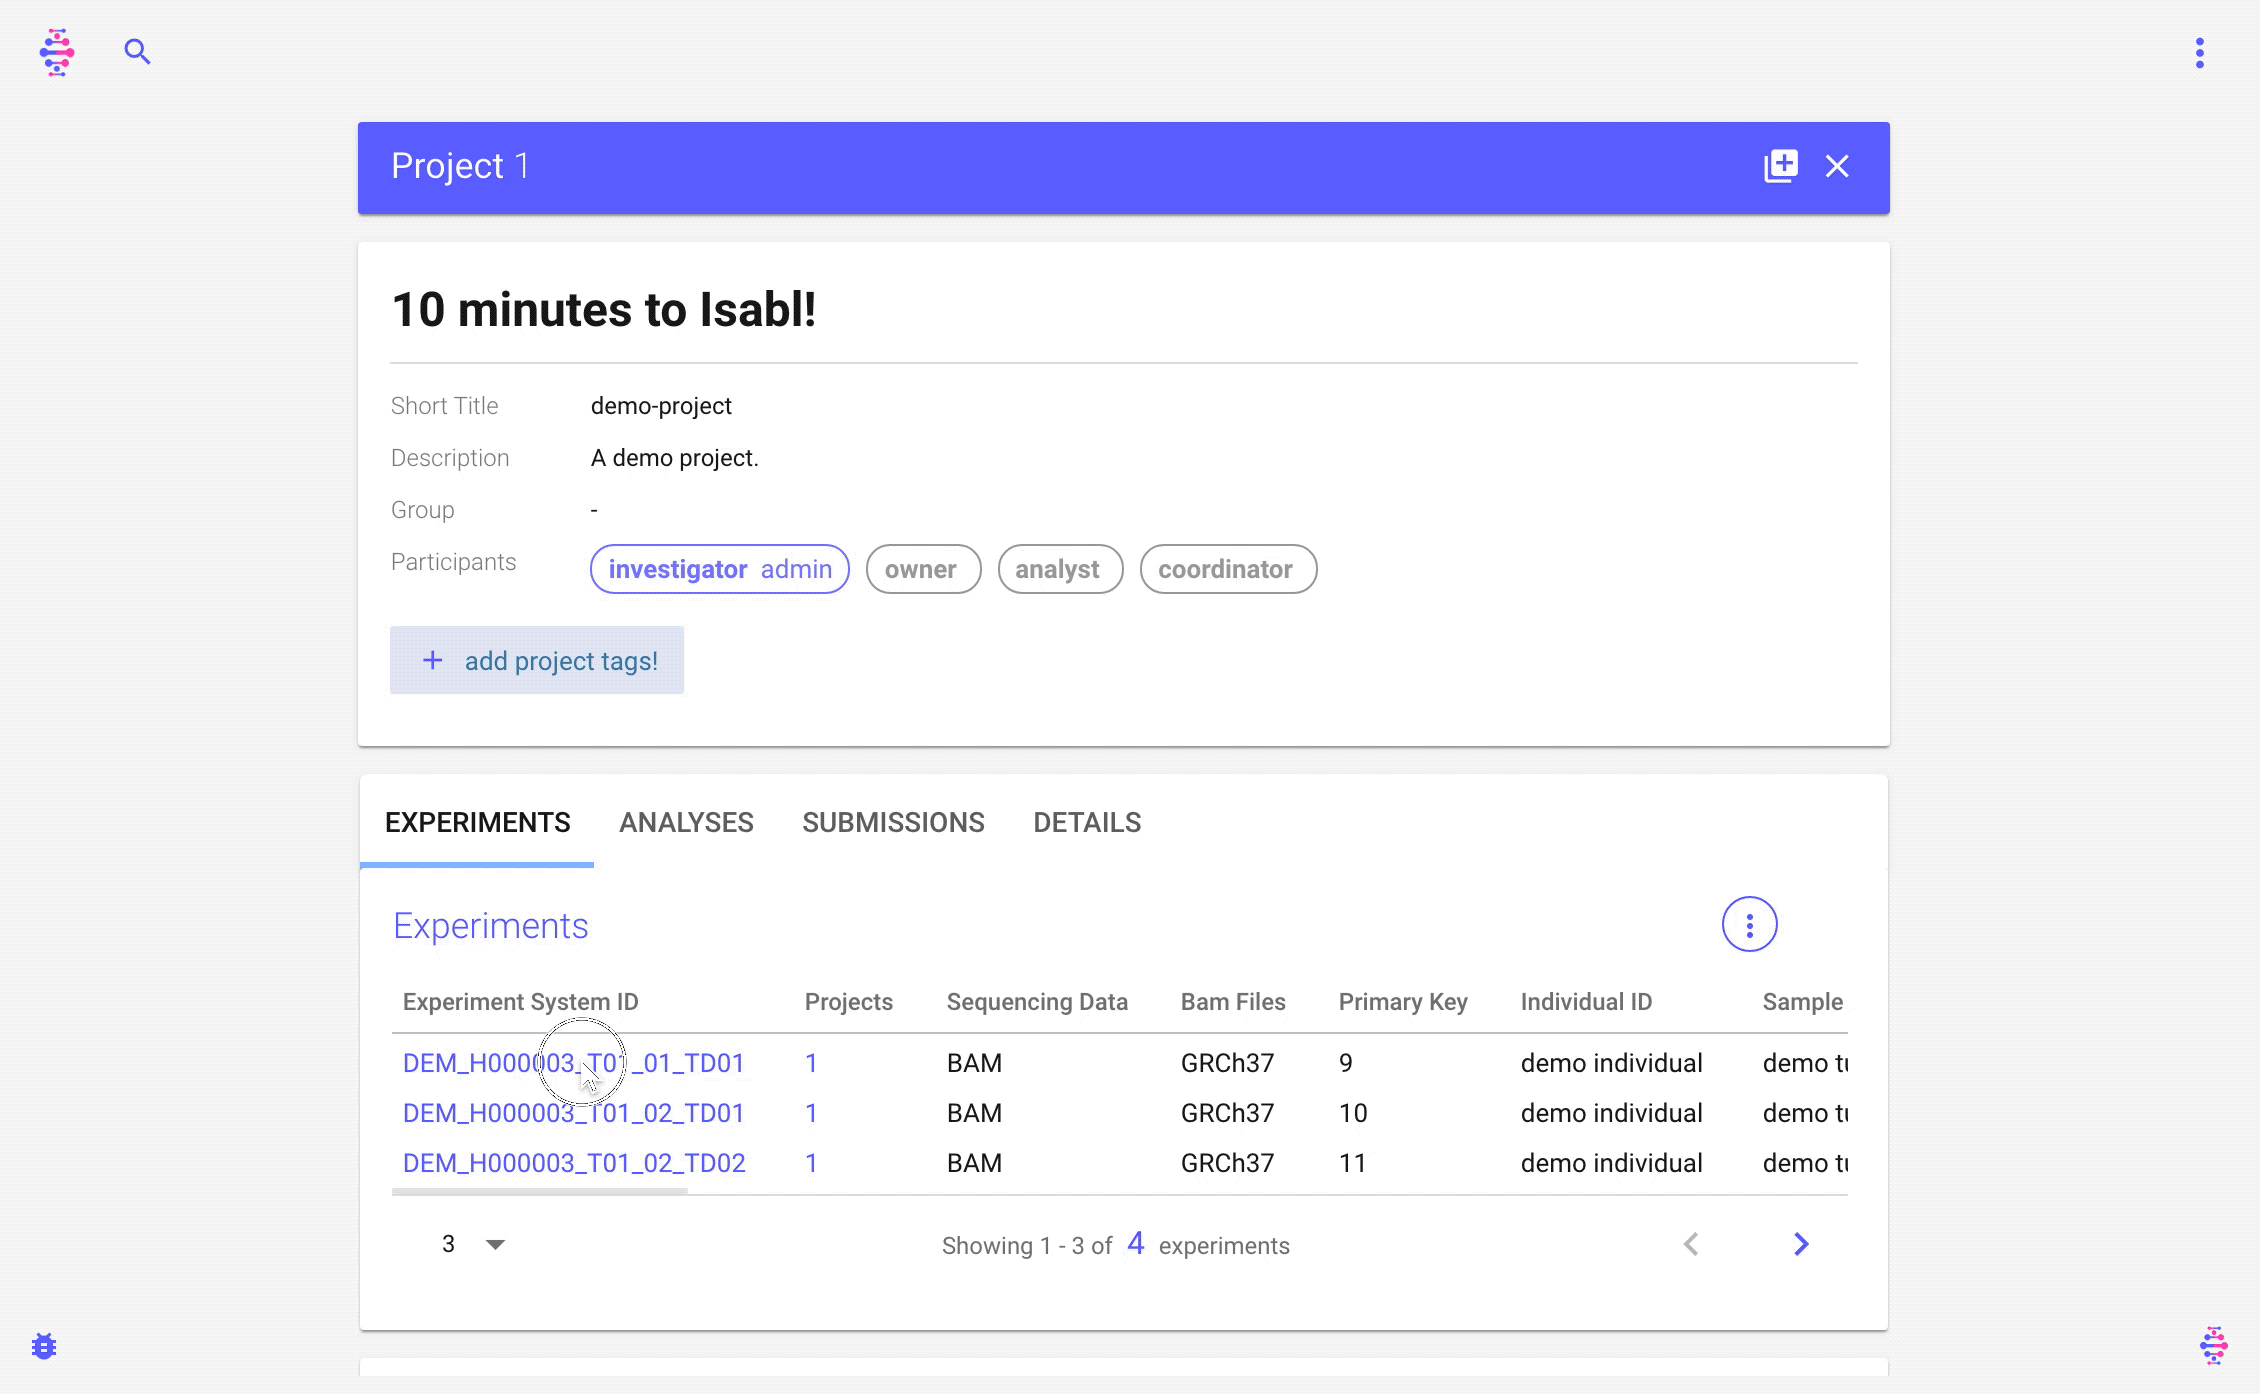 Project 1
10 minutes to Isabl!
Short Title demo-project
Description A demo project.
Group -
Participants investigator admin owner analyst coordinator
+ add project tags!
EXPERIMENTS ANALYSES SUBMISSIONS DETAILS
Experiments
Experiment System ID Projects Sequencing Data Bam Files Primary Key Individual ID Sample
DEM_H000003_T01_01_TD01 1 BAM GRCh37 9 demo individual demo
DEM_H000003_T01_02_TD01 1 BAM GRCh37 10 demo individual demo
DEM_H000003_T01_02_TD02 1 BAM GRCh37 11 demo individual demo
3 Showing 1 - 3 of 4 experiments